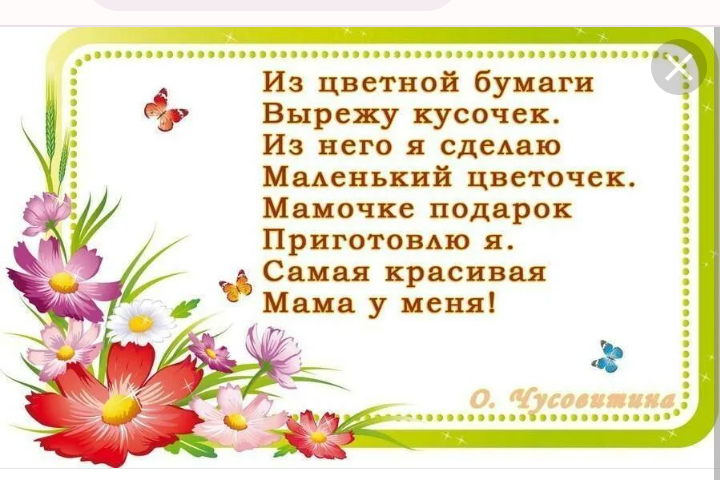 Из цветной бумаги
Вырежу кусочек.
Из него я сделаю
Маленький цветочек.
Мамочке подарок
Приготовлю я.
Самая красивая
Мама у меня!
О. Чусовитина